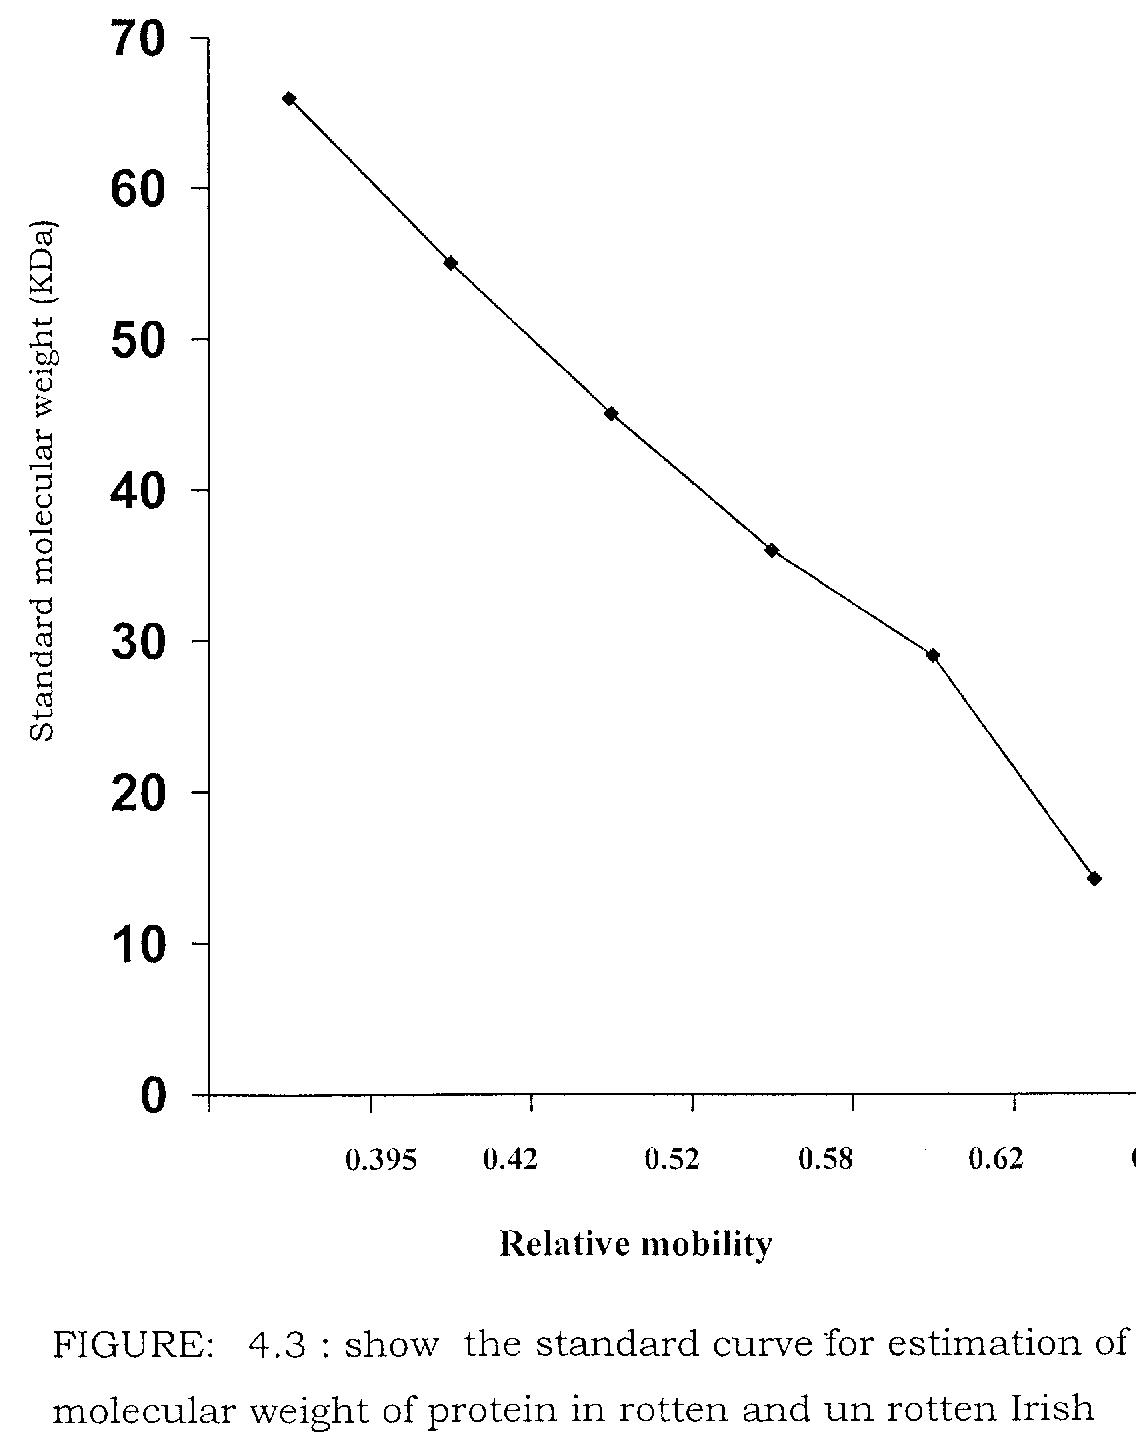 70
60
50
40
30
20
10
0
Standard molecular weight (KDa)
0.395 0.42 0.52 0.58 0.62
Relative mobility
FIGURE: 4.3 : show the standard curve for estimation of
molecular weight of protein in rotten and un rotten Irish